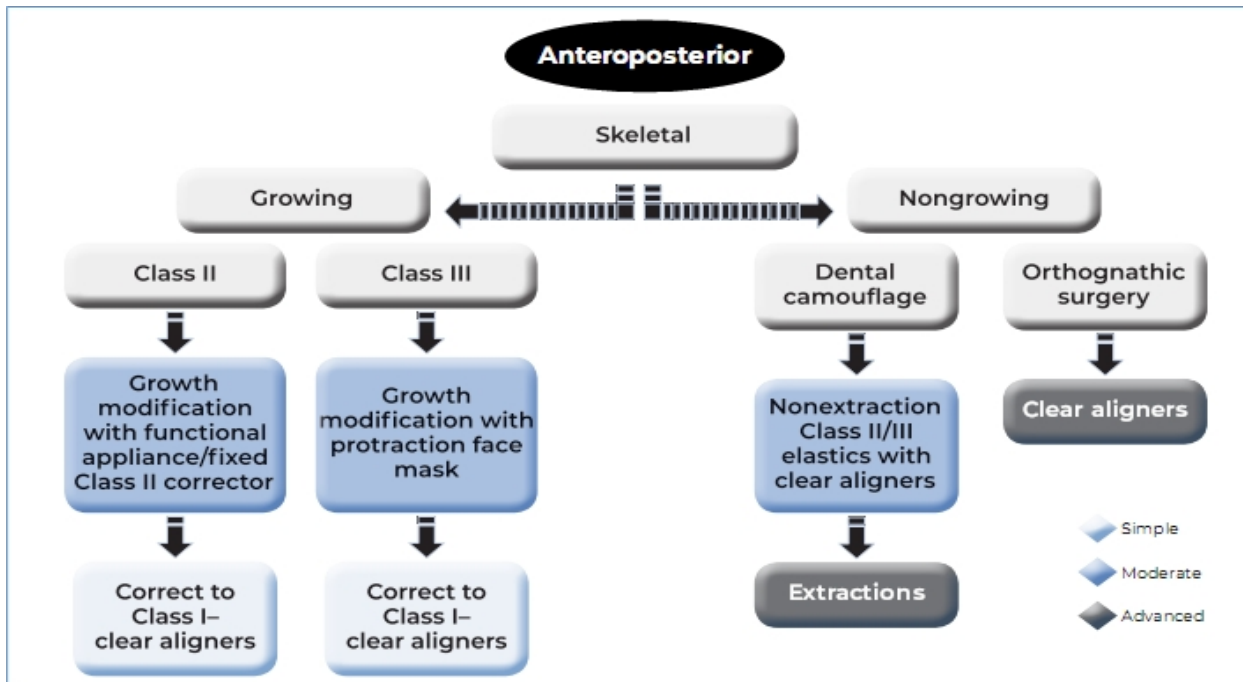 Anteroposterior
Skeletal
Growing
Nongrowing
Class II
Class III
Dental
camouflage
Orthognathic
surgery
Growth
modification
with functional
appliance/fixed
Class II corrector
Growth
modification with
protraction face
mask
Nonextraction
Class II/III
elastics with
clear aligners
Clear aligners
Correct to
Class I–
clear aligners
Correct to
Class I–
clear aligners
Extractions
Simple
Moderate
Advanced